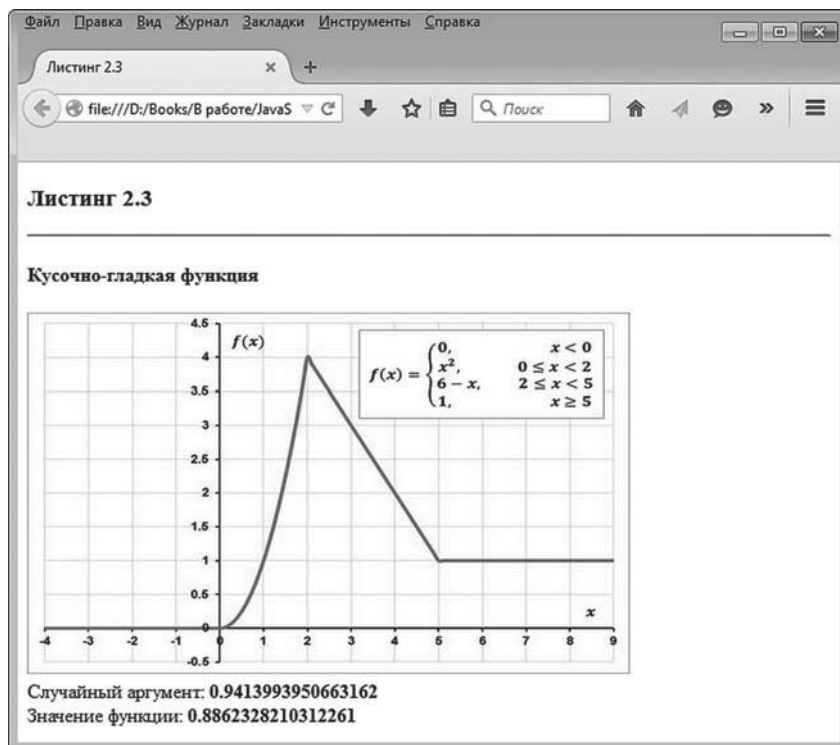 Файл Правка Вид Журнал Закладки Инструменты Справка
Листинг 2.3
file:///D:/Books/В работе/JavaS
Поиск
Листинг 2.3
Кусочно-гладкая функция
4.5
4
3.5
3
2.5
2
1.5
1
0.5
0
-0.5
f(x)
f(x) = {0, x < 0
x², 0 ≤ x < 2
6 − x, 2 ≤ x < 5
1, x ≥ 5
x
-4 -3 -2 -1 0 1 2 3 4 5 6 7 8 9
Случайный аргумент: 0.9413993950663162
Значение функции: 0.8862328210312261